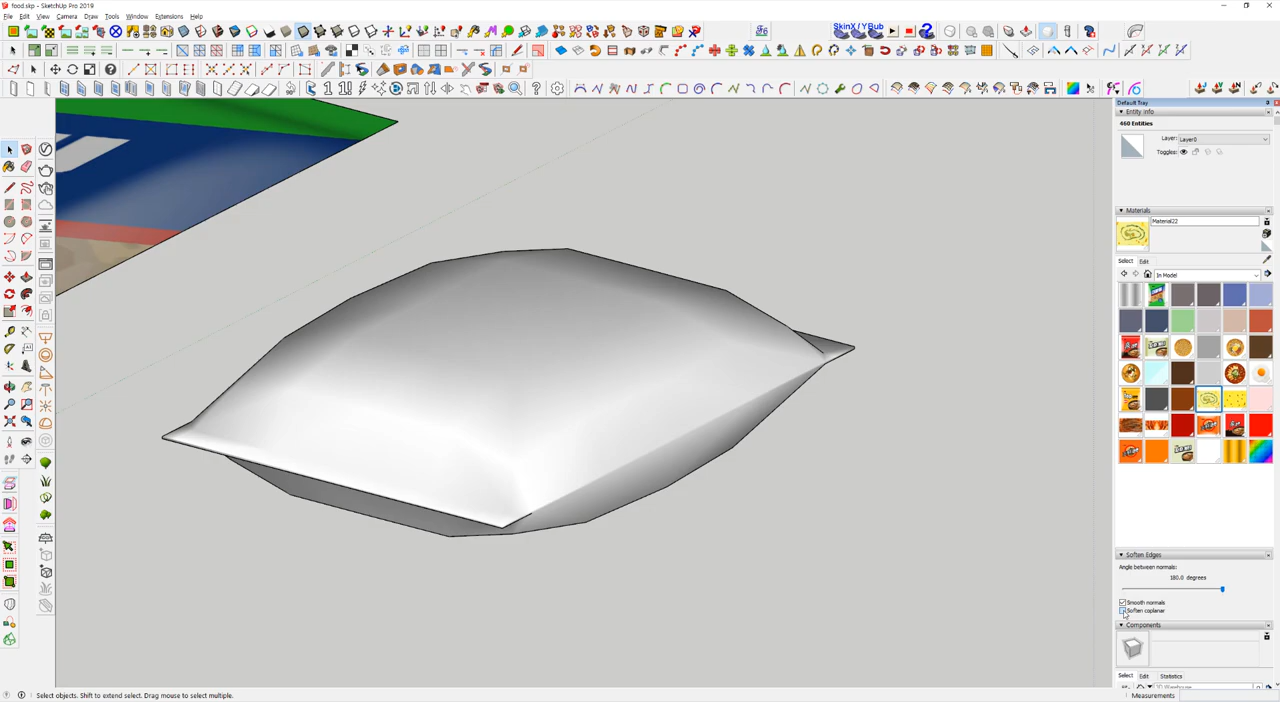 food.skp - SketchUp Pro 2019
File Edit View Camera Draw Tools Window Extensions Help
SkinX/YBub
Default Tray
Entity Info
460 Entities
Layer: Layer0
Toggles:
Materials
Material22
Select Edit
In Model
Soften Edges
Angle between normals:
180.0 degrees
Smooth normals
Soften coplanar
Components
Select Edit Statistics
Select objects. Shift to extend select. Drag mouse to select multiple.
Measurements